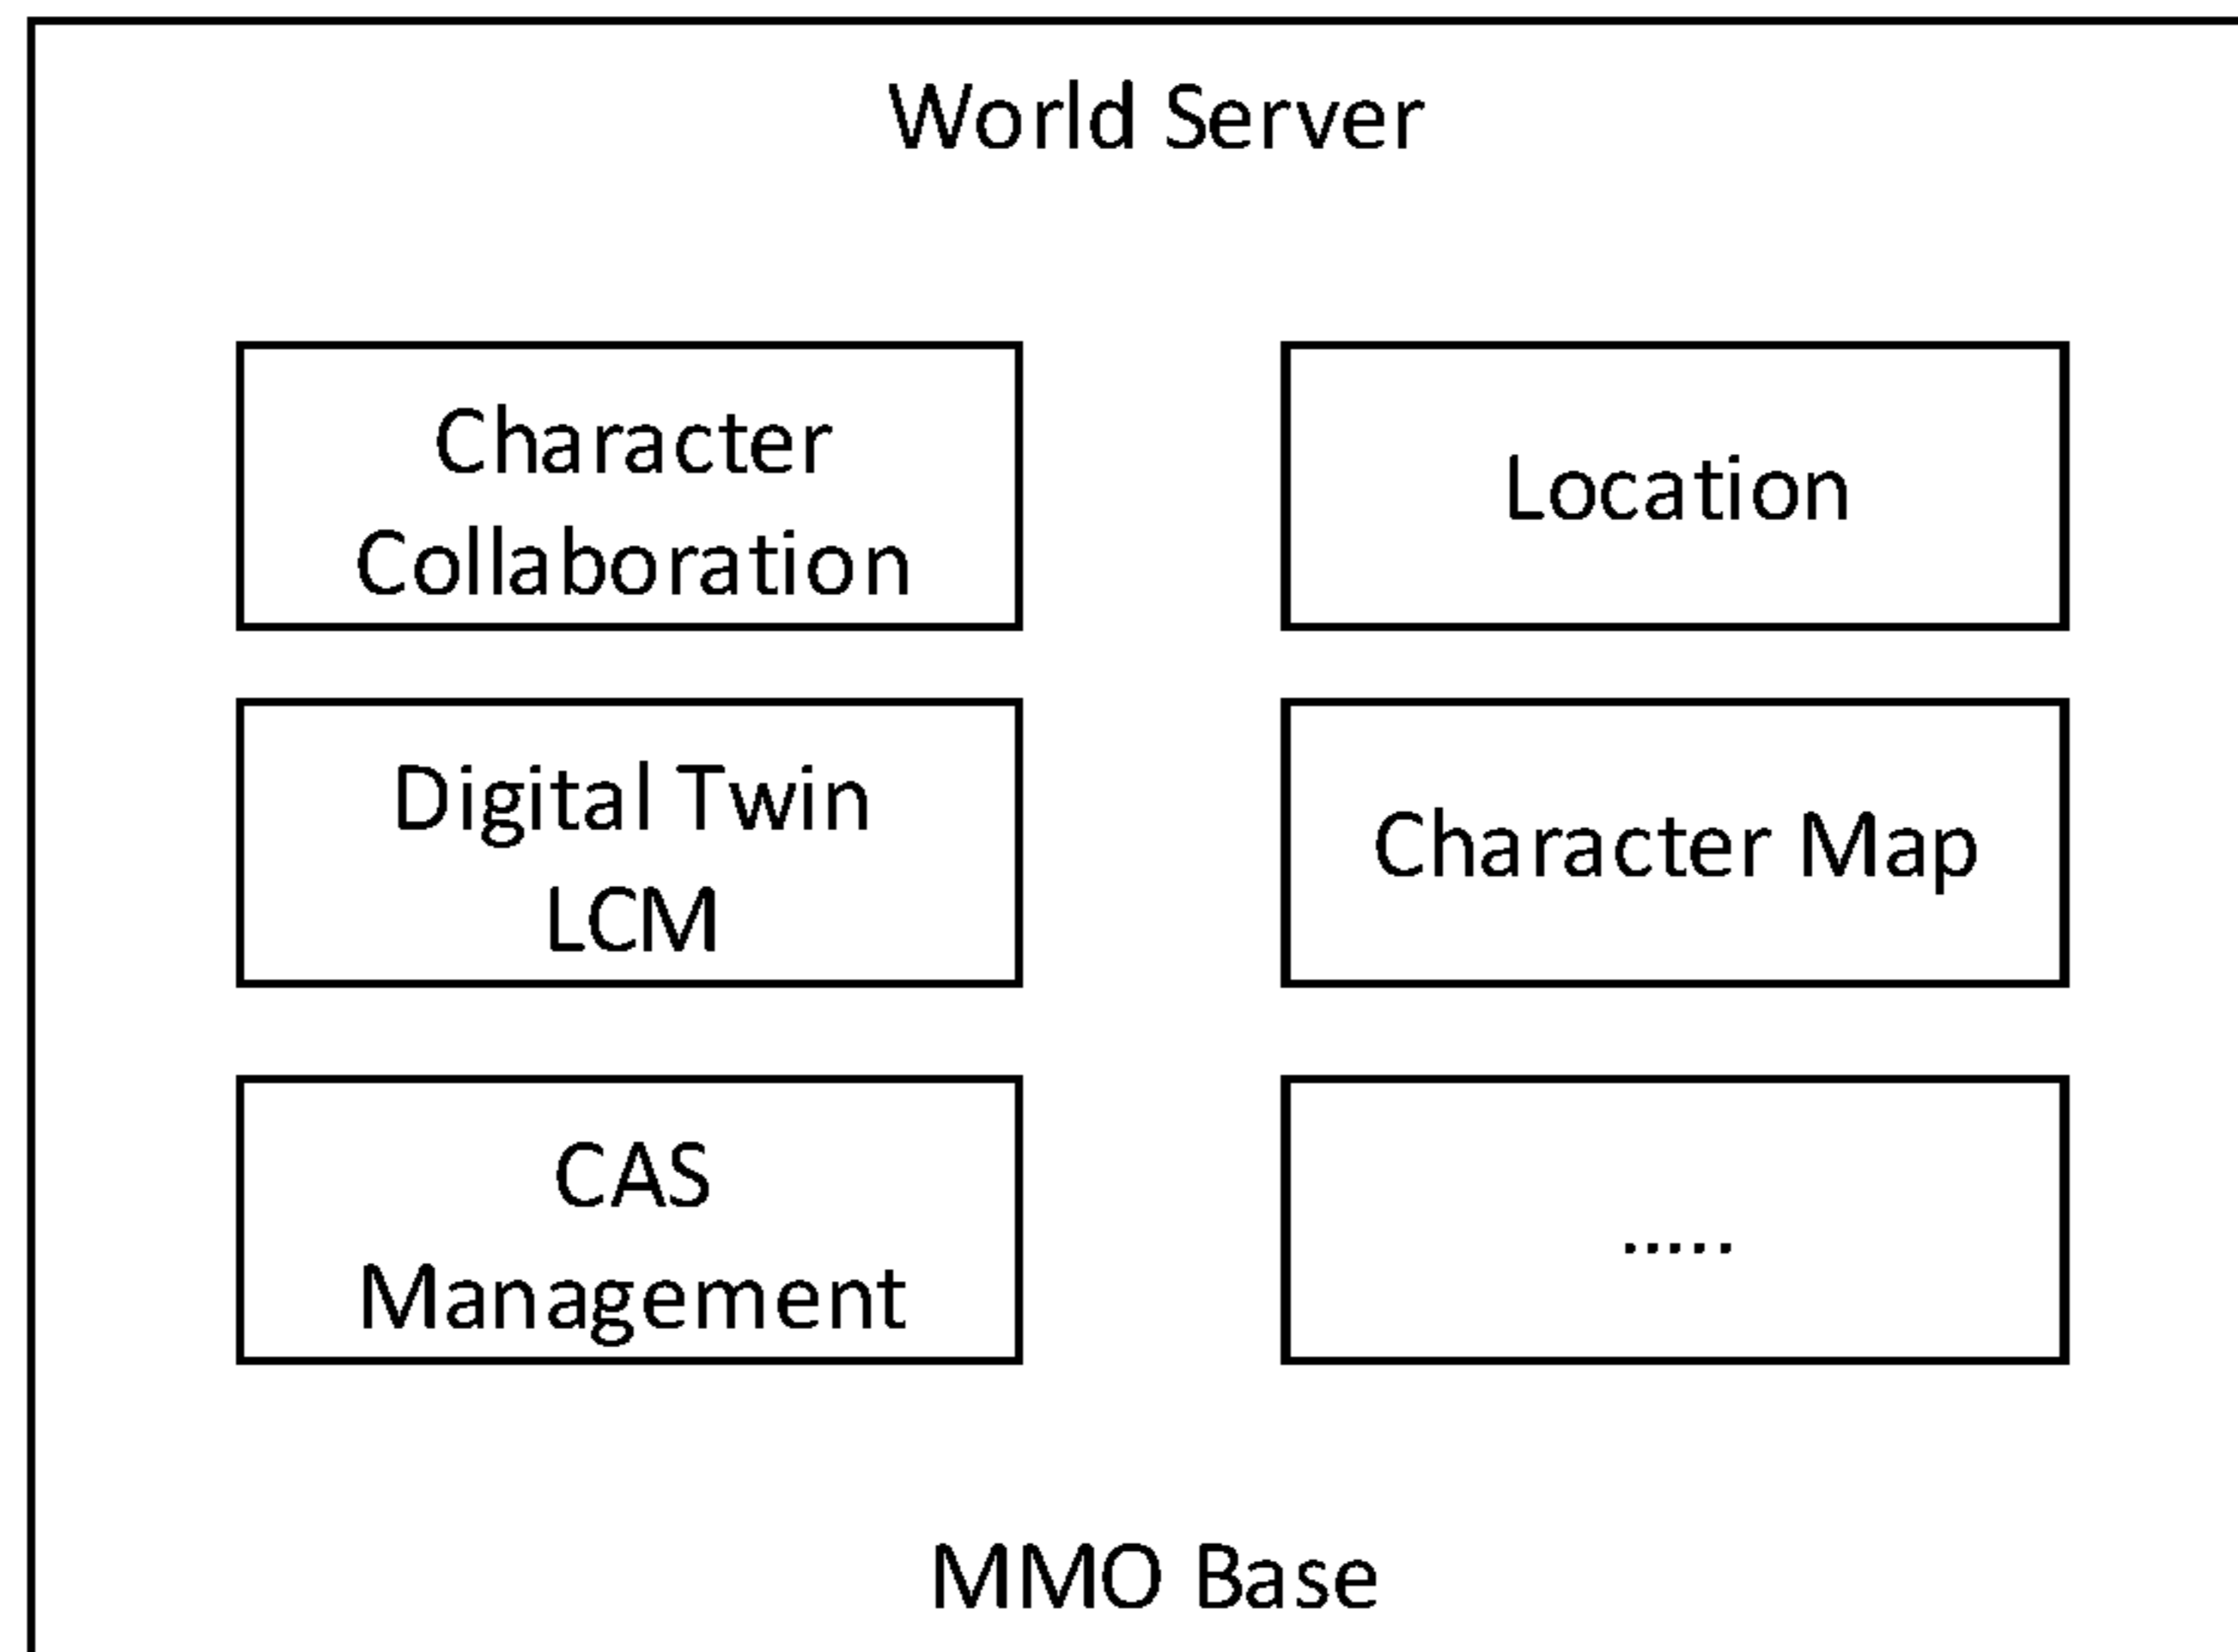 World Server
Character
Collaboration
Location
Digital Twin
LCM
Character Map
CAS
Management
.....
MMO Base